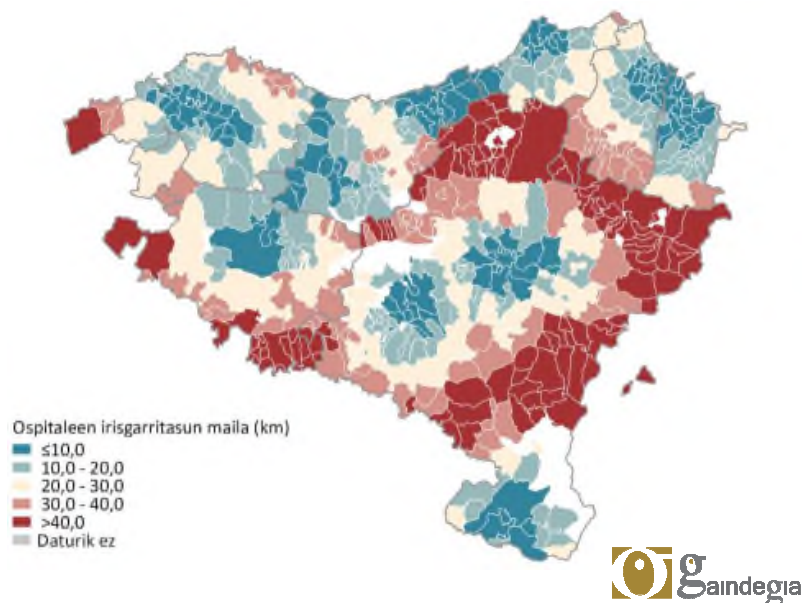 Ospitaleen irisgarritasun maila (km)
≤10,0
10,0 - 20,0
20,0 - 30,0
30,0 - 40,0
>40,0
Daturik ez
gaindegia